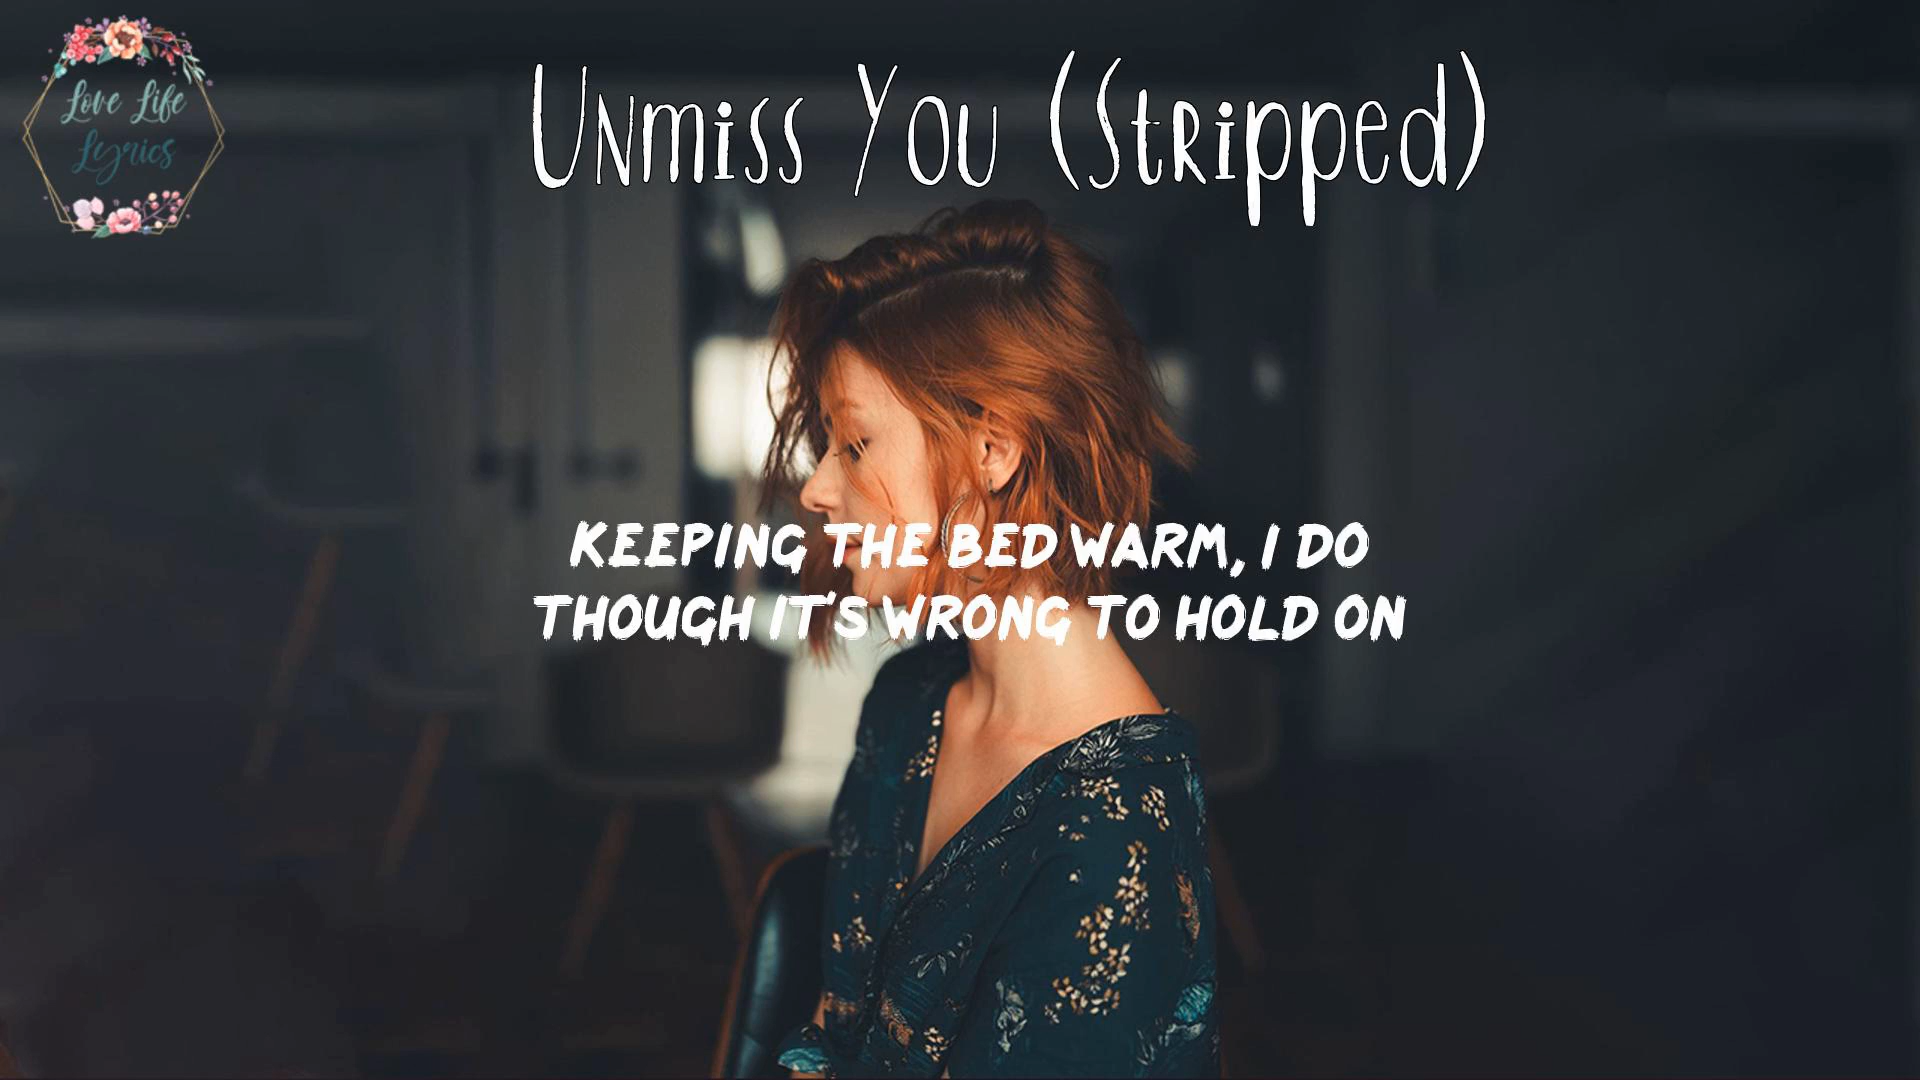 Love Life
Lyrics
Unmiss You (Stripped)
KEEPING THE BED WARM, I DO
THOUGH IT'S WRONG TO HOLD ON